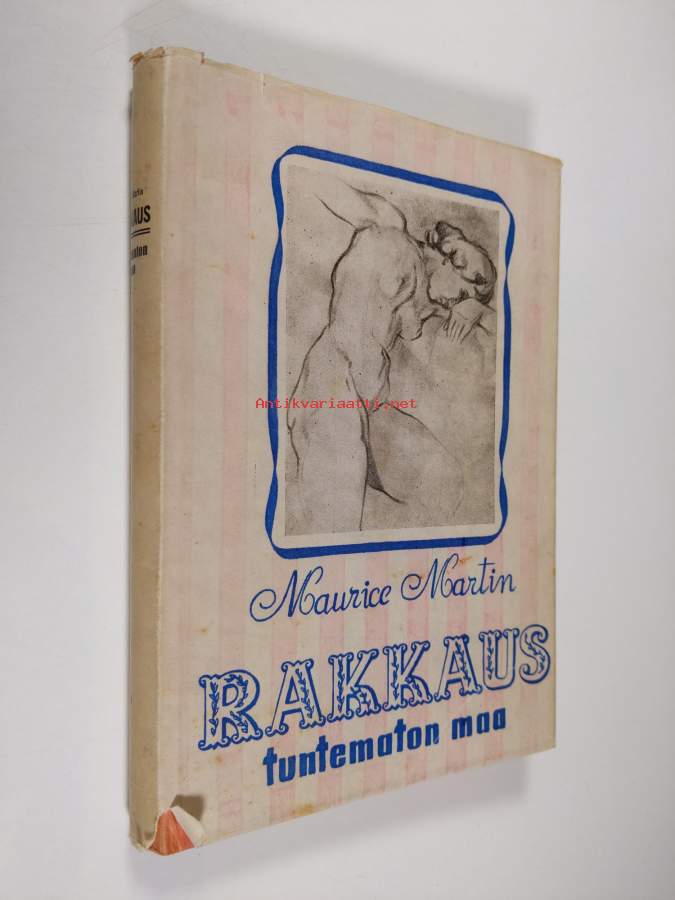 Maurice Martin
RAKKAUS
tuntematon maa
Antikvariaatti.net